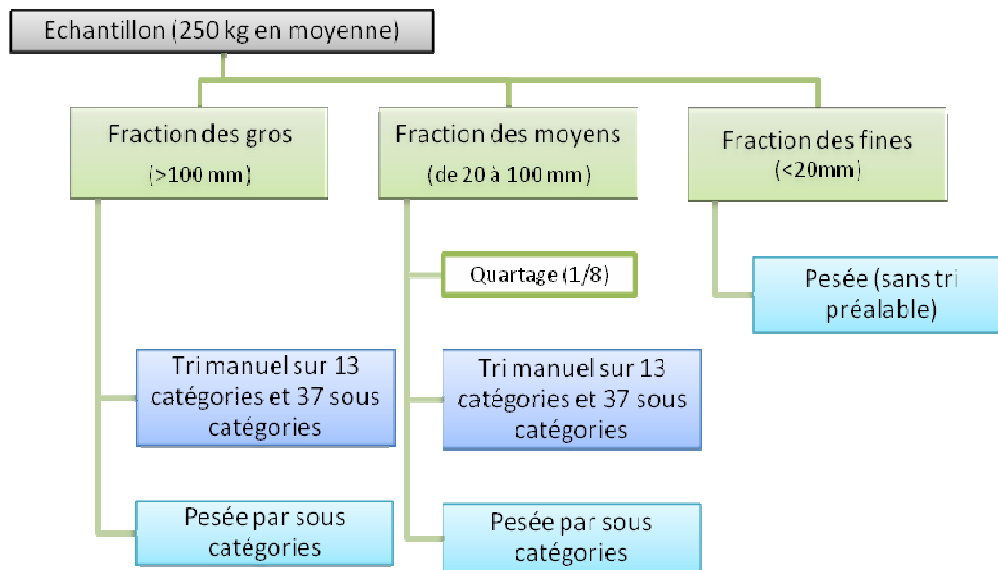 Echantillon (250 kg en moyenne)
Fraction des gros
(>100 mm)
Fraction des moyens
(de 20 à 100 mm)
Fraction des fines
(<20mm)
Quartage (1/8)
Pesée (sans tri
préalable)
Tri manuel sur 13
catégories et 37 sous
catégories
Tri manuel sur 13
catégories et 37 sous
catégories
Pesée par sous
catégories
Pesée par sous
catégories